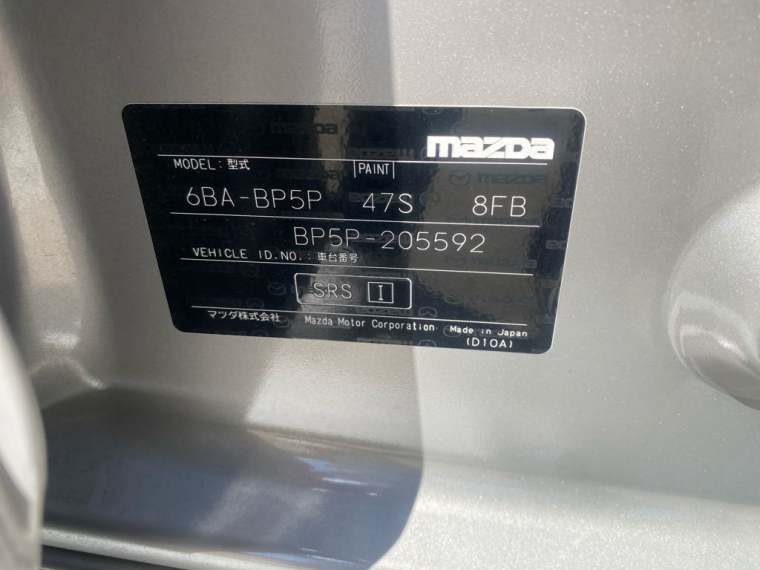 mazda
MODEL:型式 PAINT
6BA-BP5P 47S 8FB
BP5P-205592
VEHICLE ID.NO.:車台番号
SRS I
マツダ株式会社 Mazda Motor Corporation Made in Japan
(D10A)